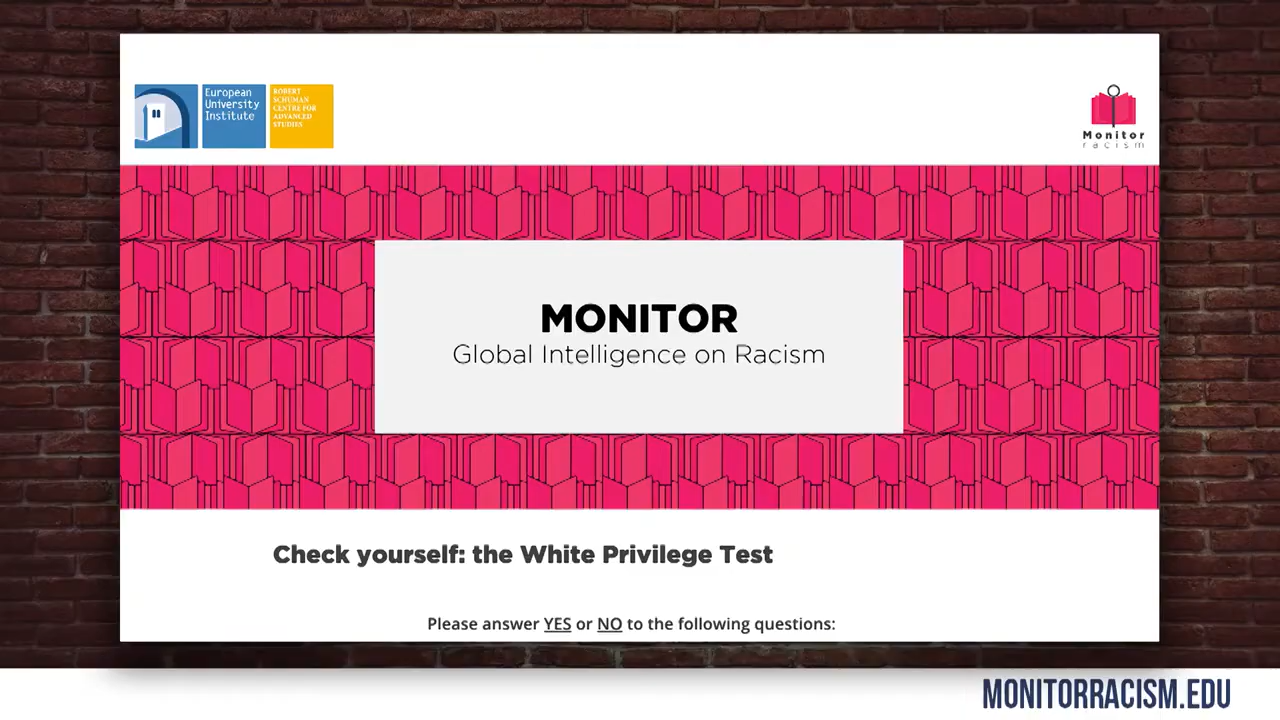 European
University
Institute
ROBERT
SCHUMAN
CENTRE FOR
ADVANCED
STUDIES
Monitor
racism
MONITOR
Global Intelligence on Racism
Check yourself: the White Privilege Test
Please answer YES or NO to the following questions:
MONITORRACISM.EDU